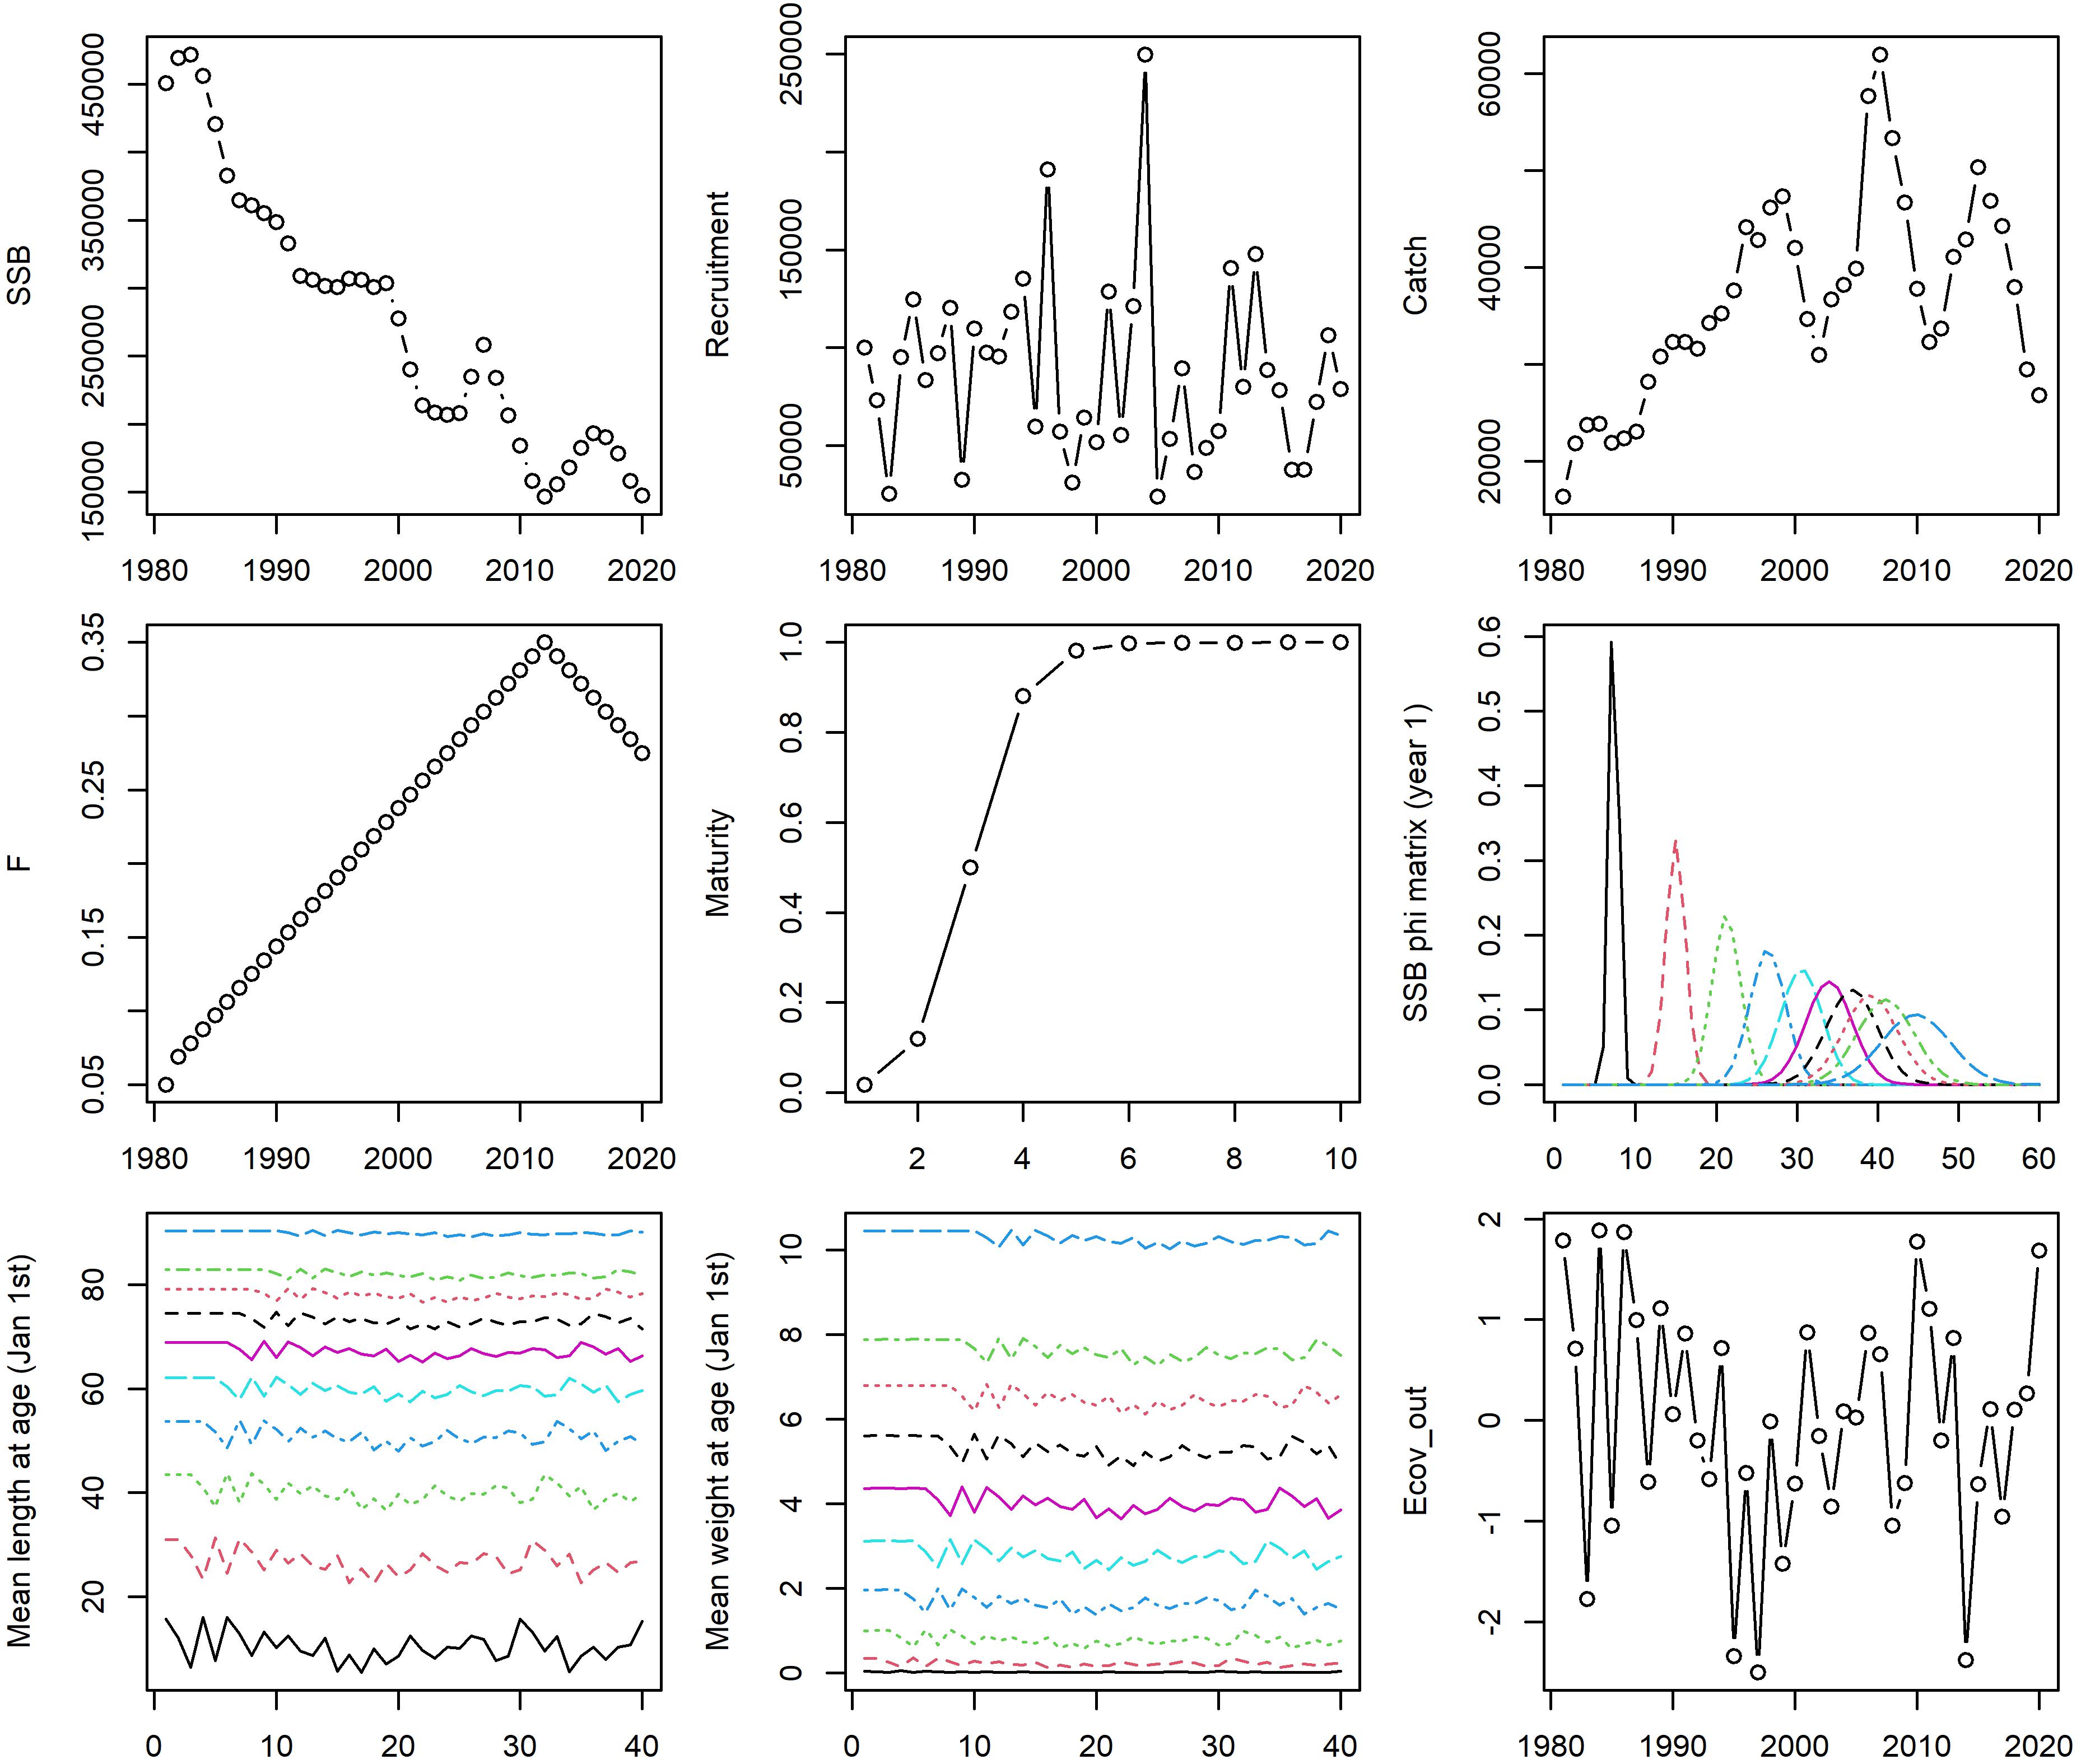 SSB
150000 250000 350000 450000
1980 1990 2000 2010 2020
Recruitment
50000 150000 250000
1980 1990 2000 2010 2020
Catch
20000 40000 60000
1980 1990 2000 2010 2020
F
0.05 0.15 0.25 0.35
1980 1990 2000 2010 2020
Maturity
0.0 0.2 0.4 0.6 0.8 1.0
2 4 6 8 10
SSB phi matrix (year 1)
0.0 0.1 0.2 0.3 0.4 0.5 0.6
0 10 20 30 40 50 60
Mean length at age (Jan 1st)
20 40 60 80
0 10 20 30 40
Mean weight at age (Jan 1st)
0 2 4 6 8 10
0 10 20 30 40
Ecov_out
-2 -1 0 1 2
1980 1990 2000 2010 2020